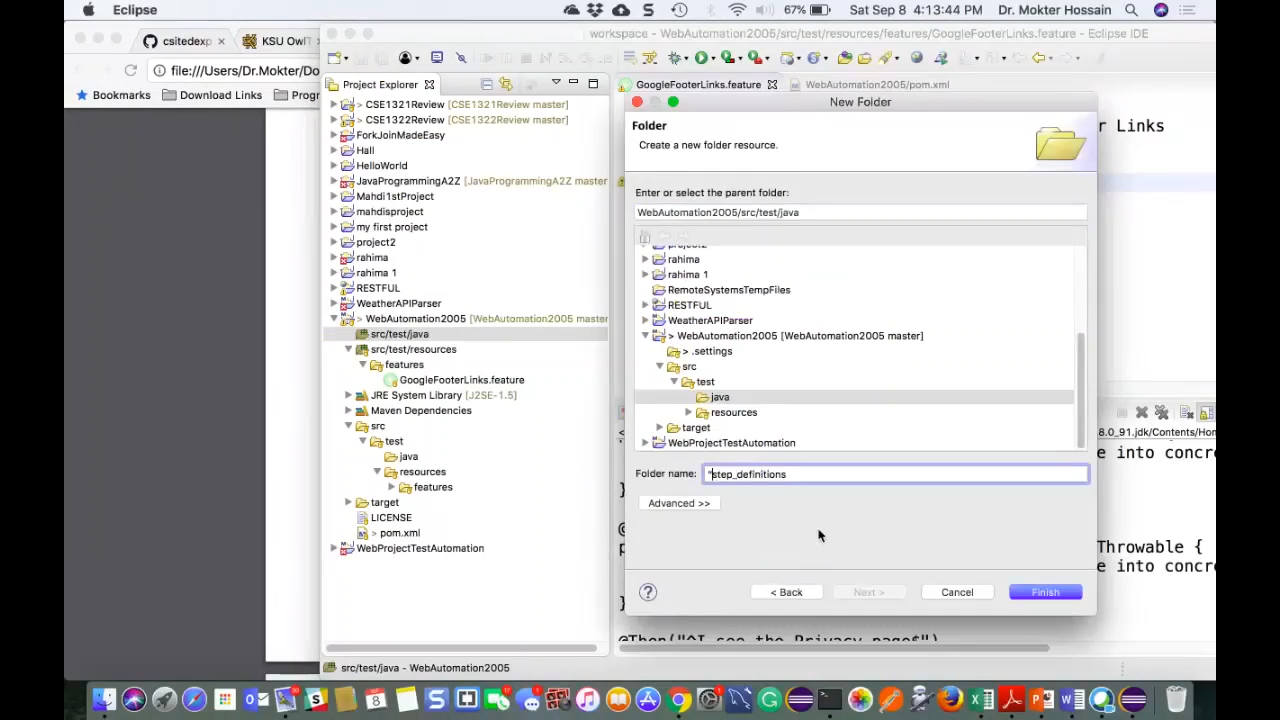 Eclipse
67%
Sat Sep 8 4:13:44 PM
Dr. Mokter Hossain
csitedexp
KSU OwlT
workspace - WebAutomation2005/src/test/resources/features/GoogleFooterLinks.feature - Eclipse IDE
file:///Users/Dr.Mokter/Do
Bookmarks
Download Links
Progr
Project Explorer
GoogleFooterLinks.feature
WebAutomation2005/pom.xml
> CSE1321Review [CSE1321Review master]
> CSE1322Review [CSE1322Review master]
ForkJoinMadeEasy
Hall
HelloWorld
JavaProgrammingA2Z [JavaProgrammingA2Z master
Mahdi1stProject
mahdisproject
my first project
project2
rahima
rahima 1
RESTFUL
WeatherAPIParser
> WebAutomation2005 [WebAutomation2005 master
src/test/java
src/test/resources
features
GoogleFooterLinks.feature
JRE System Library [J2SE-1.5]
Maven Dependencies
src
test
java
resources
features
target
LICENSE
> pom.xml
WebProjectTestAutomation
src/test/java - WebAutomation2005
New Folder
Folder
Create a new folder resource.
Enter or select the parent folder:
WebAutomation2005/src/test/java
project2
rahima
rahima 1
RemoteSystemsTempFiles
RESTFUL
WeatherAPIParser
> WebAutomation2005 [WebAutomation2005 master]
> .settings
src
test
java
resources
target
WebProjectTestAutomation
Folder name:
"step_definitions
Advanced >>
< Back
Next >
Cancel
Finish
r Links
8.0_91.jdk/Contents/Hom
e into concre
}
Throwable {
e into concre
}
@Then("^I see the Privacy page$")